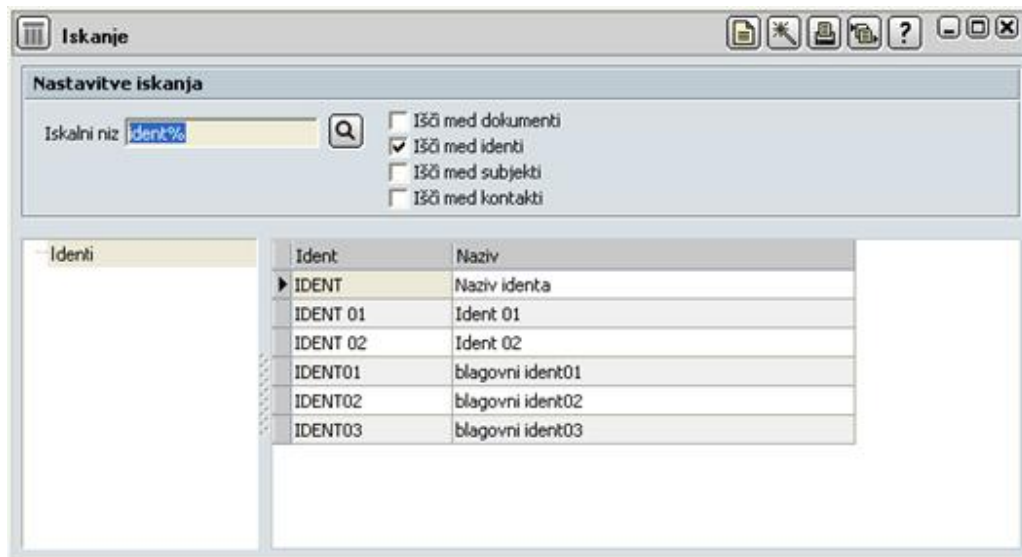 Iskanje
?
Nastavitve iskanja
Iskalni niz ident%
Išči med dokumenti
Išči med identi
Išči med subjekti
Išči med kontakti
Identi
Ident Naziv
IDENT Naziv identa
IDENT 01 Ident 01
IDENT 02 Ident 02
IDENT01 blagovni ident01
IDENT02 blagovni ident02
IDENT03 blagovni ident03